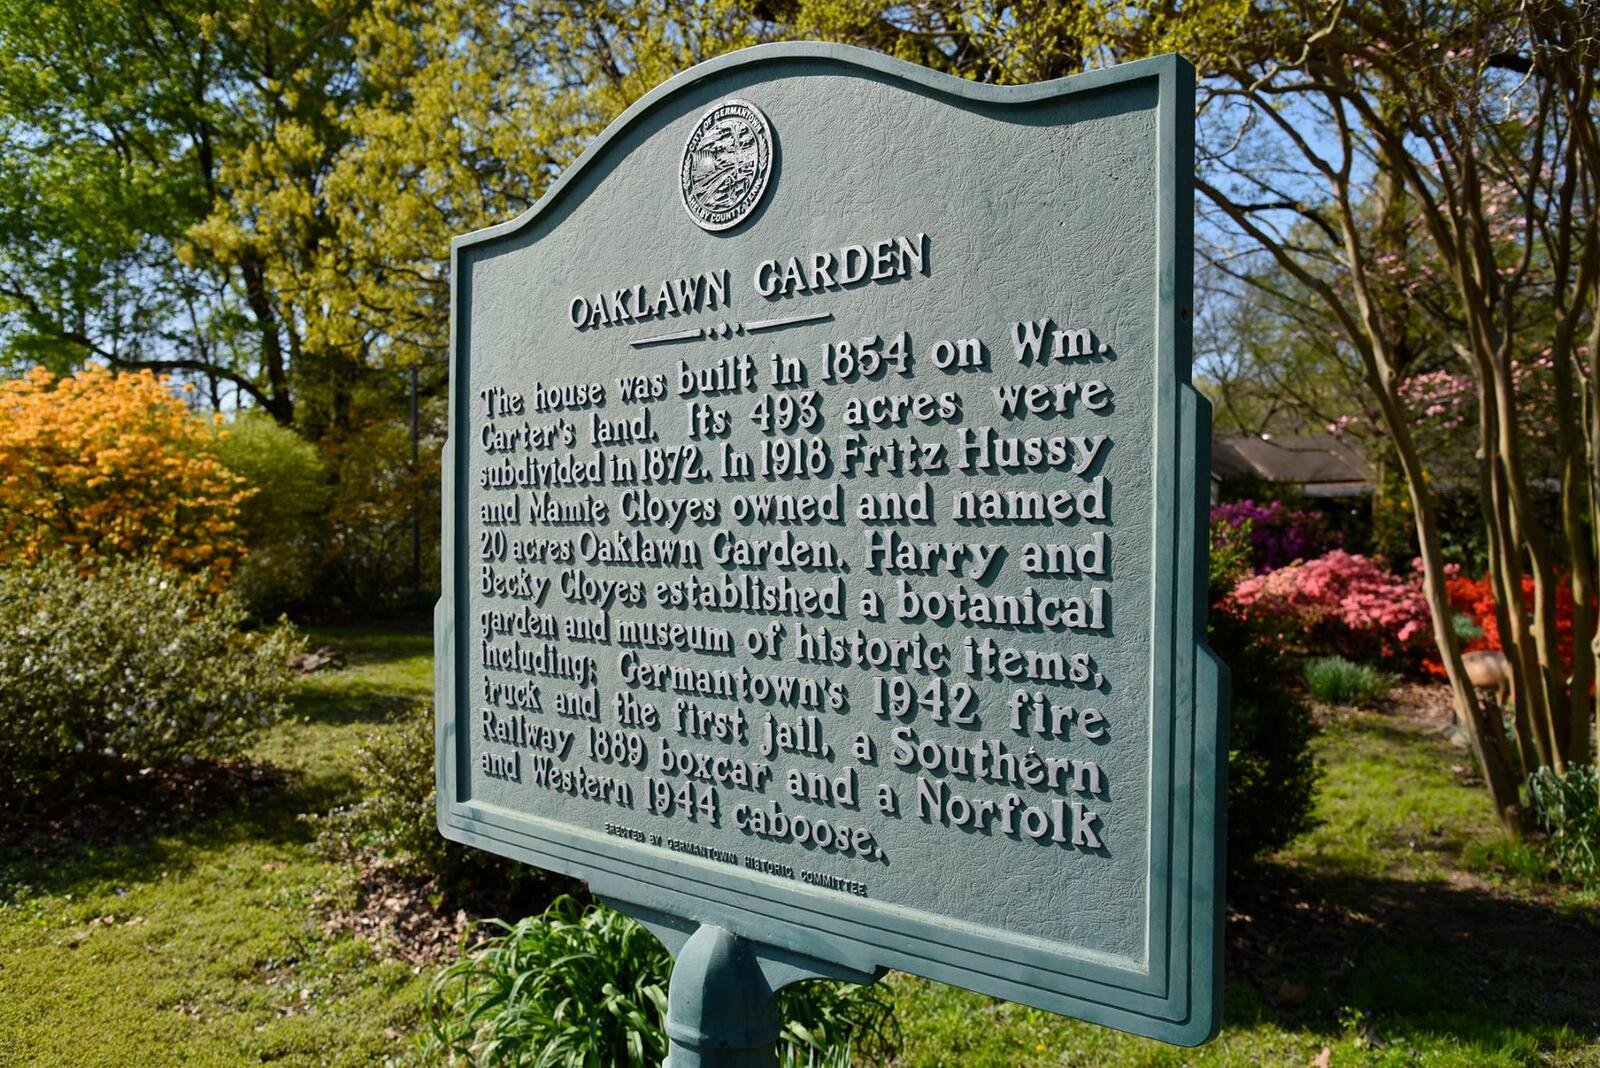 CITY OF GERMANTOWN
SHELBY COUNTY, TENN.
OAKLAWN GARDEN
The house was built in 1854 on Wm.
Carter's land. Its 493 acres were
subdivided in 1872. In 1918 Fritz Hussy
and Mamie Cloyes owned and named
20 acres Oaklawn Garden. Harry and
Becky Cloyes established a botanical
garden and museum of historic items,
including: Germantown's 1942 fire
truck and the first jail, a Southern
Railway 1889 boxcar and a Norfolk
and Western 1944 caboose.
ERECTED BY GERMANTOWN HISTORIC COMMITTEE